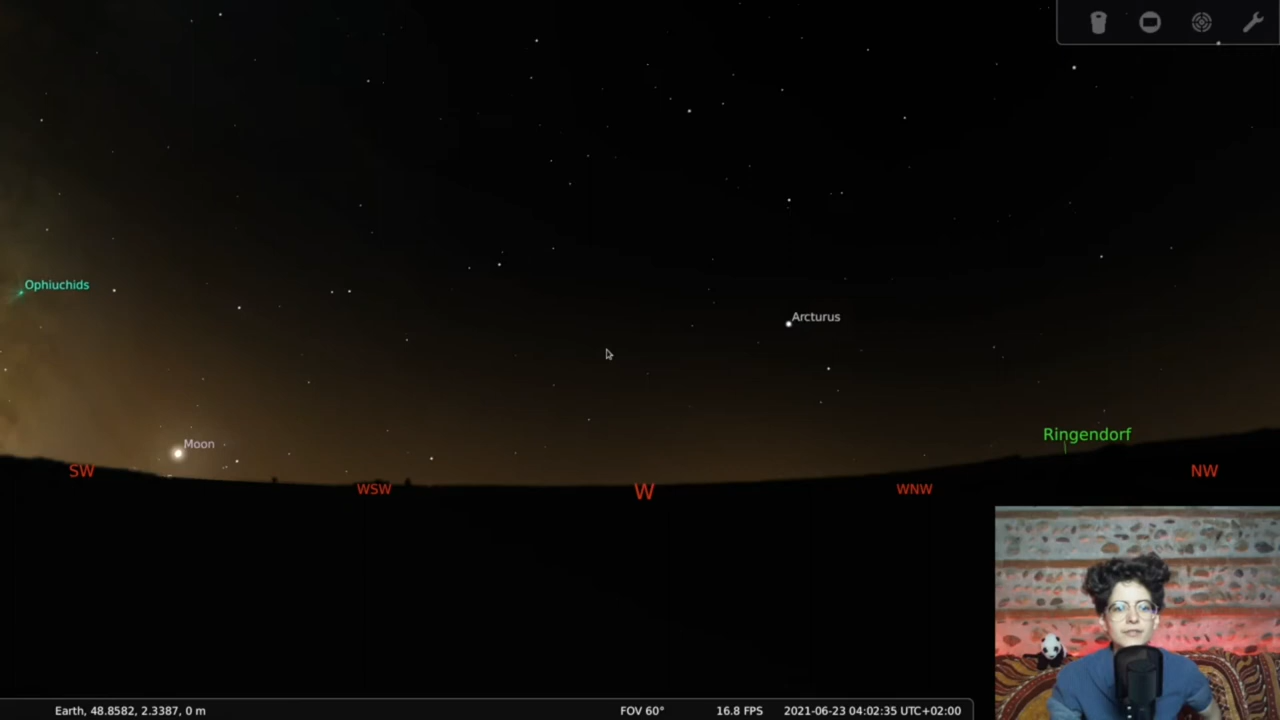 Ophiuchids
Arcturus
Ringendorf
Moon
SW
WSW
W
WNW
NW
Earth, 48.8582, 2.3387, 0 m
FOV 60°
16.8 FPS
2021-06-23 04:02:35 UTC+02:00